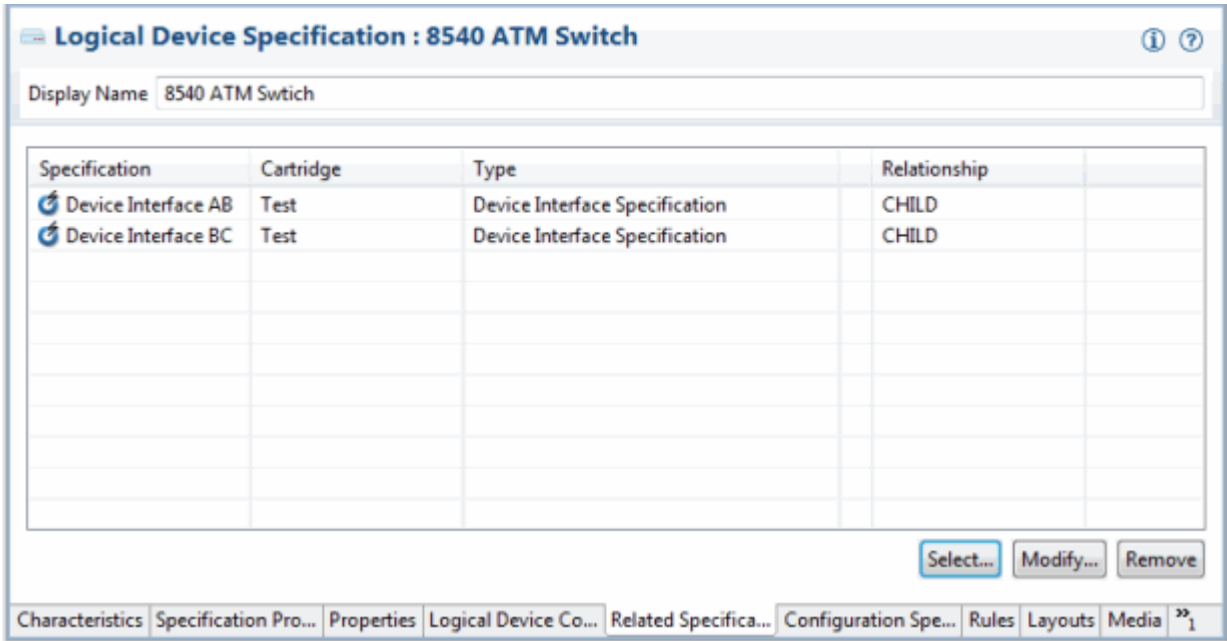 Logical Device Specification : 8540 ATM Switch
Display Name 8540 ATM Swtich
Specification Cartridge Type Relationship
Device Interface AB Test Device Interface Specification CHILD
Device Interface BC Test Device Interface Specification CHILD
Select... Modify... Remove
Characteristics Specification Pro... Properties Logical Device Co... Related Specifica... Configuration Spe... Rules Layouts Media »1